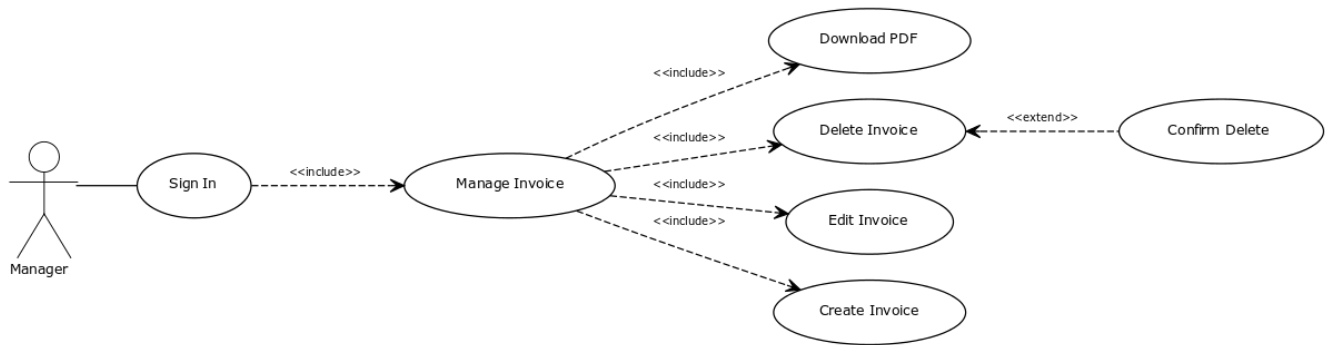 Download PDF
<<include>>
Delete Invoice
<<extend>>
Confirm Delete
<<include>>
Sign In
<<include>>
Manage Invoice
<<include>>
Edit Invoice
<<include>>
Manager
Create Invoice